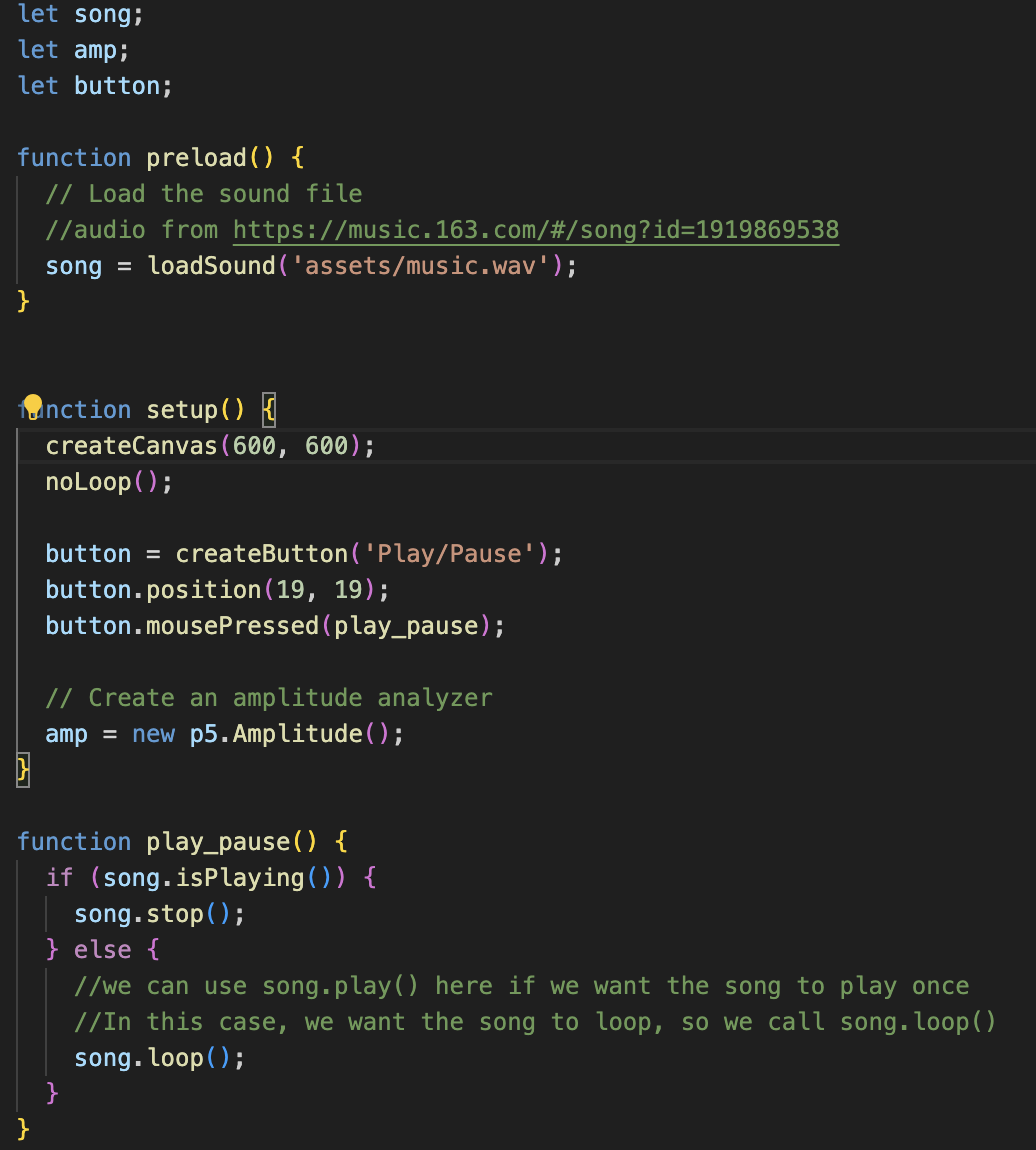 let song;
let amp;
let button;
function preload() {
// Load the sound file
//audio from https://music.163.com/#/song?id=1919869538
song = loadSound('assets/music.wav');
}
function setup() {
createCanvas(600, 600);
noLoop();
button = createButton('Play/Pause');
button.position(19, 19);
button.mousePressed(play_pause);
// Create an amplitude analyzer
amp = new p5.Amplitude();
}
function play_pause() {
if (song.isPlaying()) {
song.stop();
} else {
//we can use song.play() here if we want the song to play once
//In this case, we want the song to loop, so we call song.loop()
song.loop();
}
}